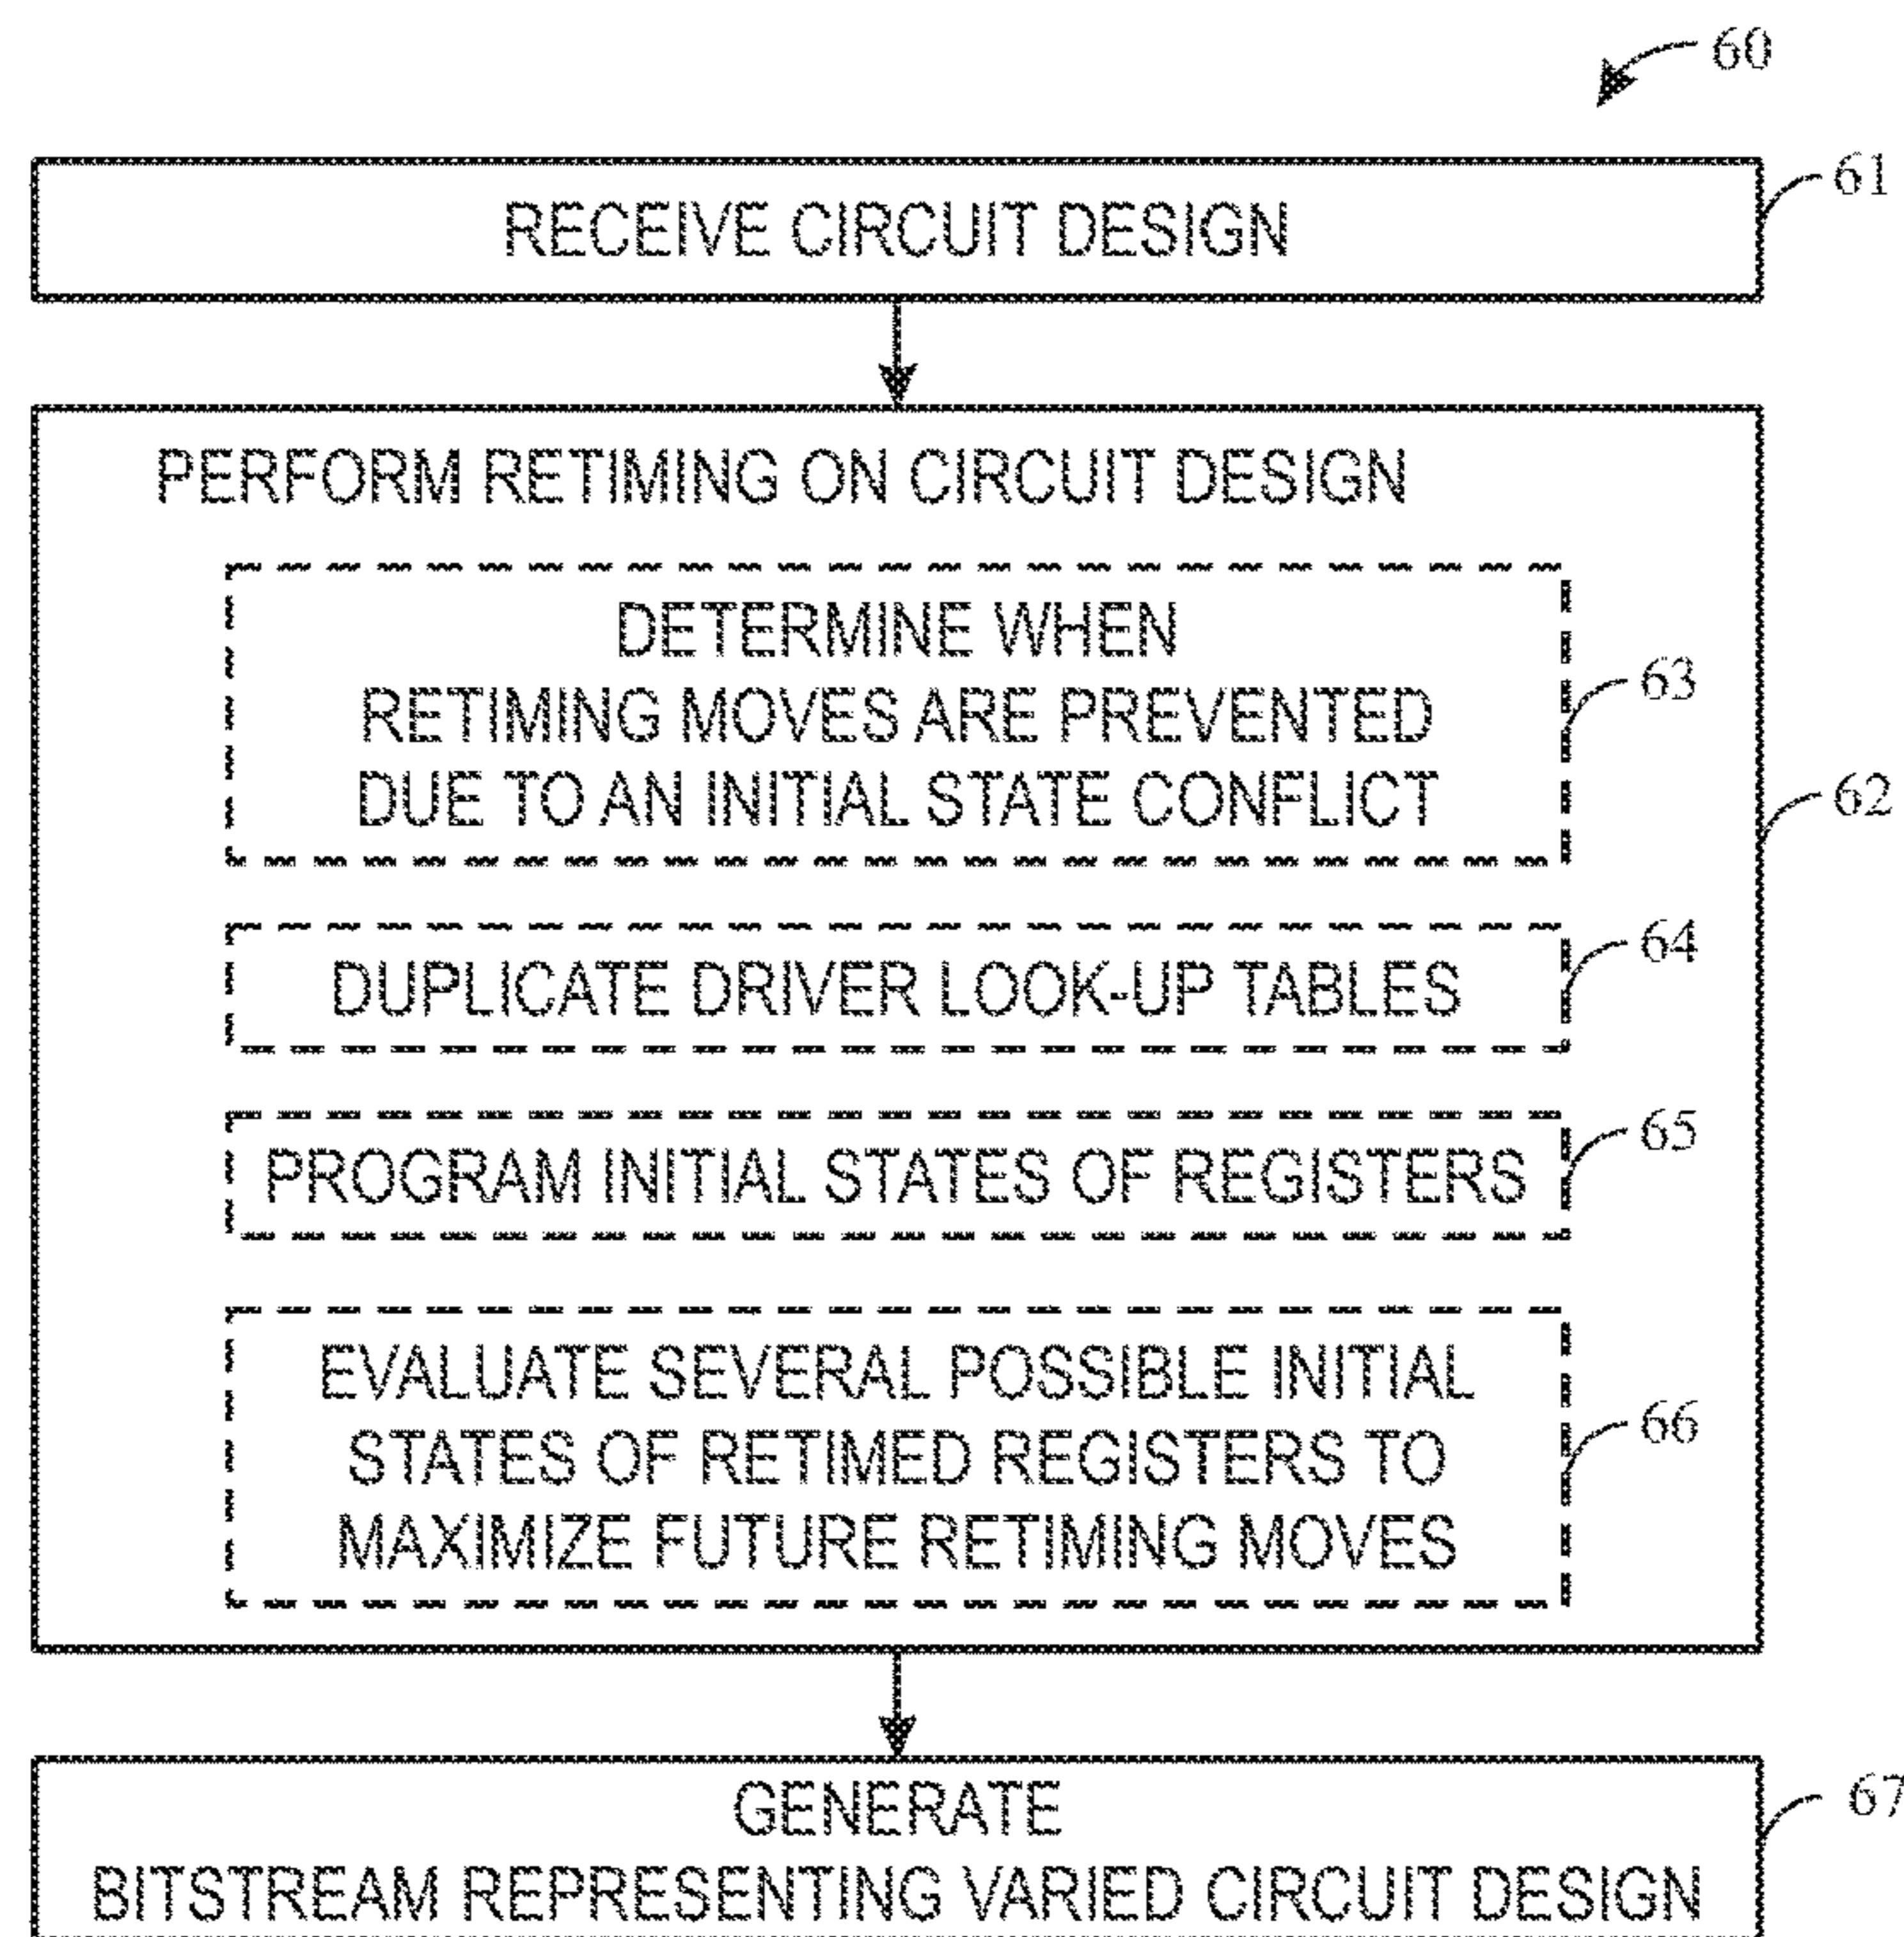 60
RECEIVE CIRCUIT DESIGN
61
PERFORM RETIMING ON CIRCUIT DESIGN
DETERMINE WHEN
RETIMING MOVES ARE PREVENTED
DUE TO AN INITIAL STATE CONFLICT
63
62
DUPLICATE DRIVER LOOK-UP TABLES
64
PROGRAM INITIAL STATES OF REGISTERS
65
EVALUATE SEVERAL POSSIBLE INITIAL
STATES OF RETIMED REGISTERS TO
MAXIMIZE FUTURE RETIMING MOVES
66
GENERATE
BITSTREAM REPRESENTING VARIED CIRCUIT DESIGN
67